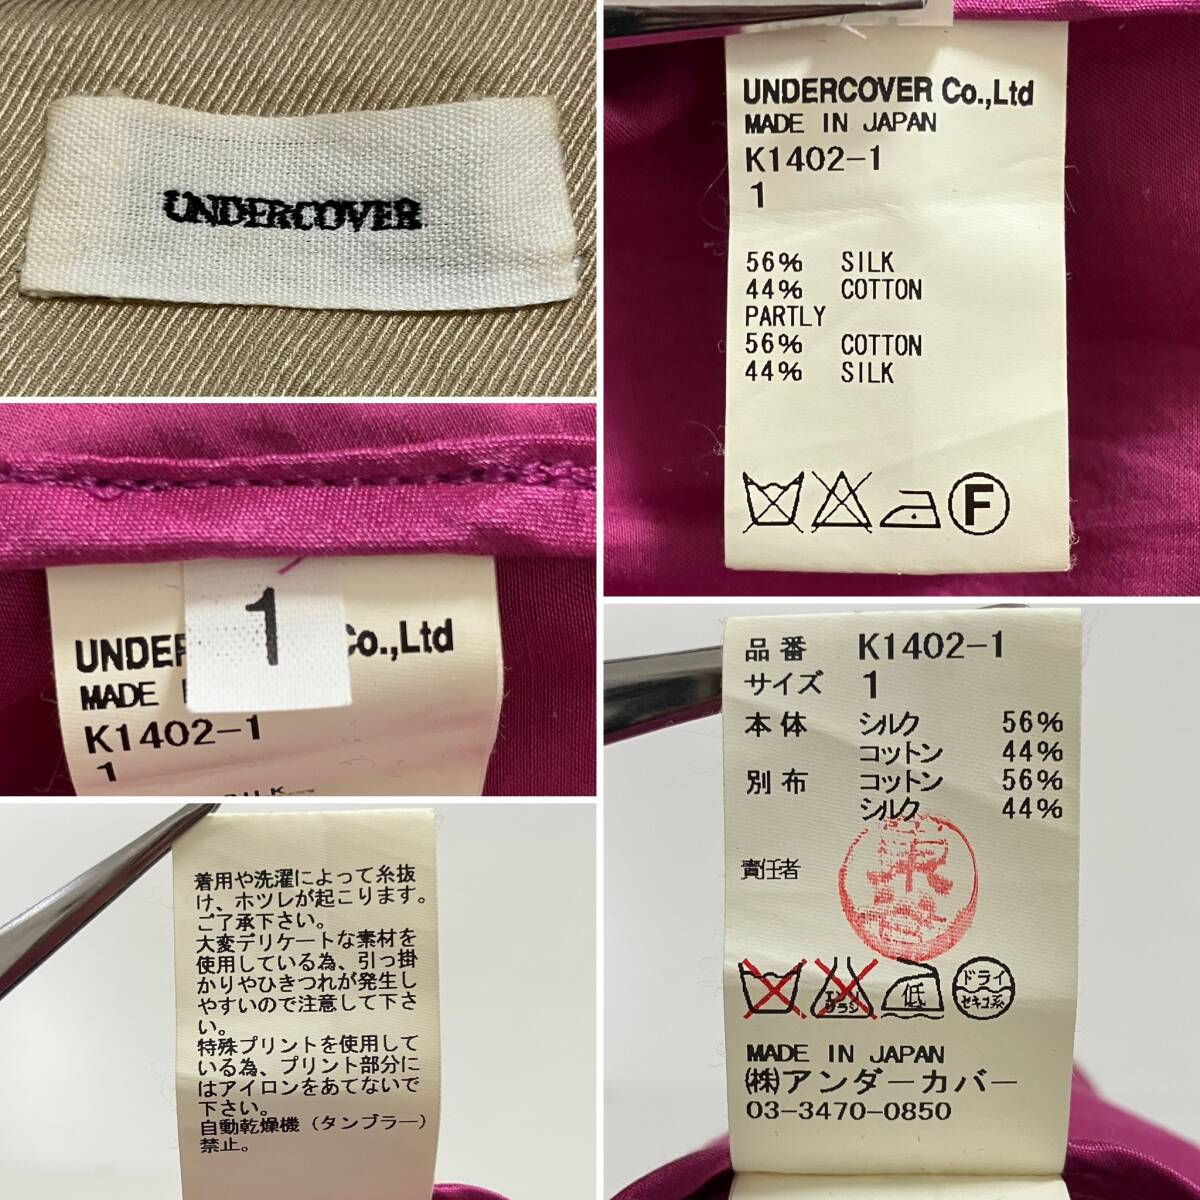 UNDERCOVER
UNDERCOVER Co.,Ltd
MADE IN JAPAN
K1402-1
1
56% SILK
44% COTTON
PARTLY
56% COTTON
44% SILK
F
1
UNDER Co.,Ltd
MADE
K1402-1
1
SILK
品番 K1402-1
サイズ 1
本体 シルク 56%
コットン 44%
別布 コットン 56%
シルク 44%
責任者
エンソ サラシ 低 ドライ セキユ系
MADE IN JAPAN
(株)アンダーカバー
03-3470-0850
着用や洗濯によって糸抜
け、ホツレが起こります。
ご了承下さい。
大変デリケートな素材を
使用している為、引っ掛
かりやひきつれが発生し
やすいので注意して下さ
い。
特殊プリントを使用して
いる為、プリント部分に
はアイロンをあてないで
下さい。
自動乾燥機(タンブラー)
禁止。